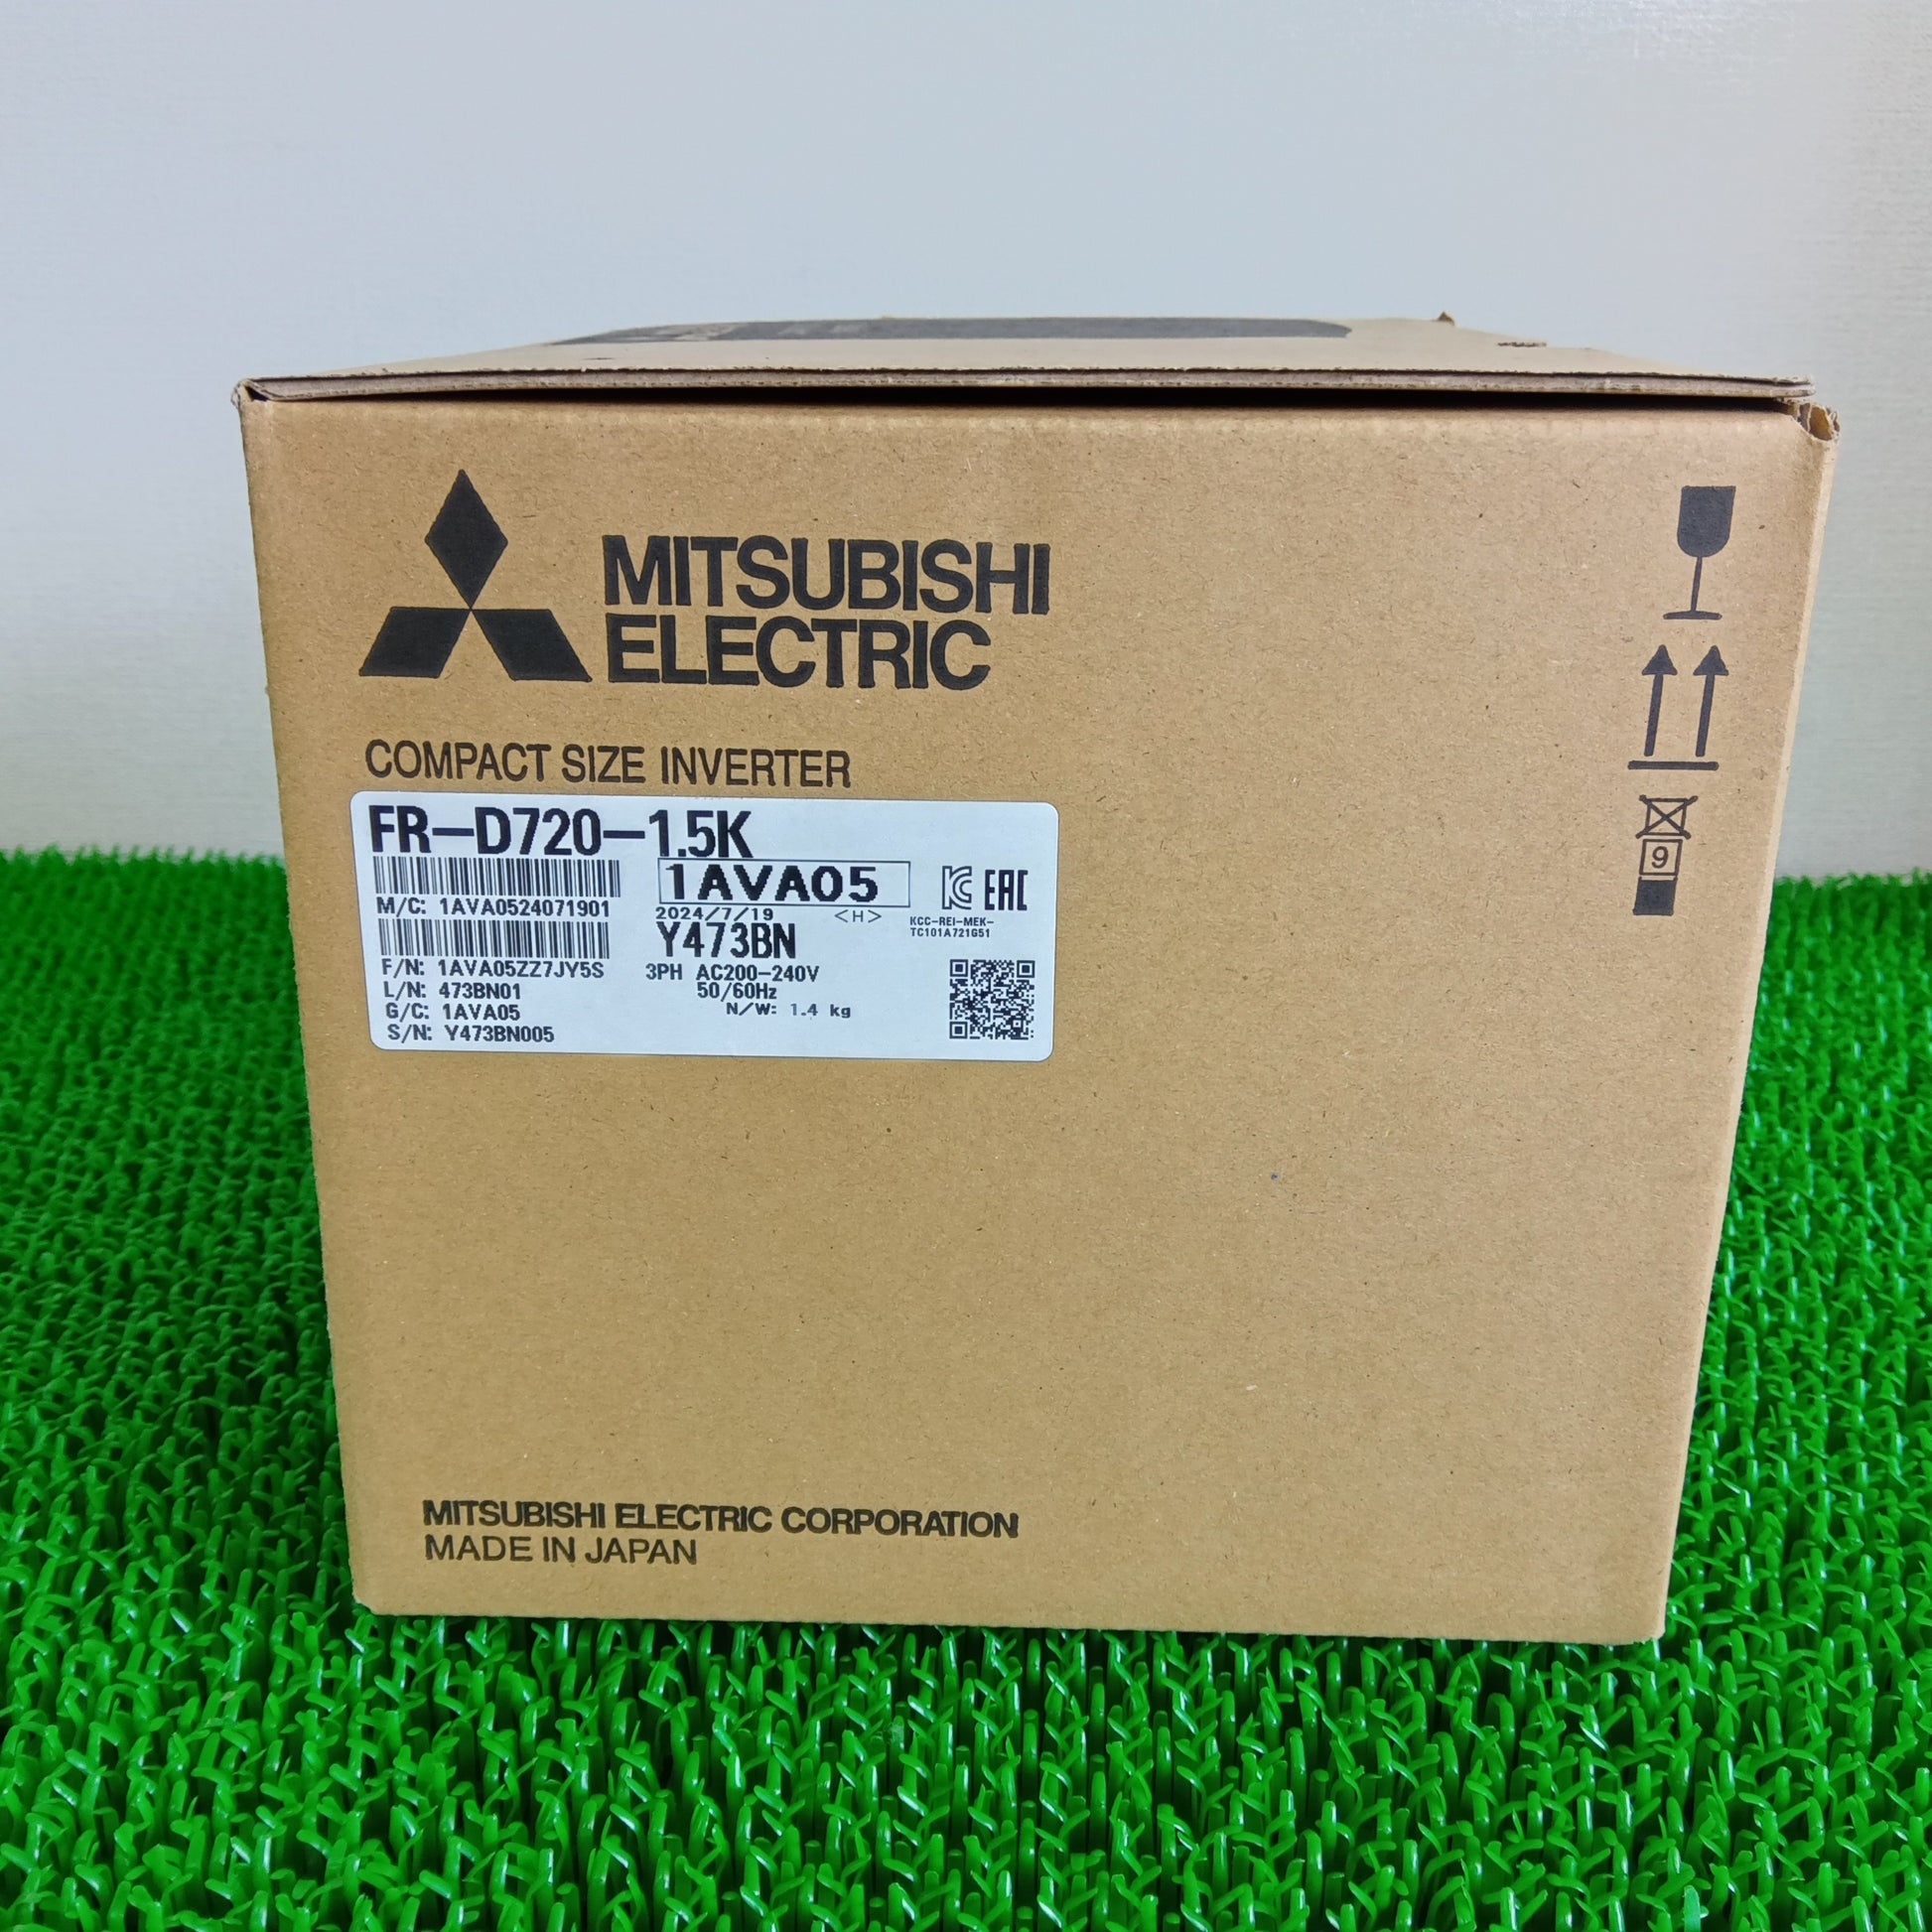 MITSUBISHI
ELECTRIC
COMPACT SIZE INVERTER
FR-D720-1.5K
1AVA05
EAC
M/C: 1AVA0524071901
2024/7/19 <H>
KCC-REI-MEK-
TC101A721G51
Y473BN
F/N: 1AVA05ZZ7JY5S
3PH AC200-240V
L/N: 473BN01
50/60Hz
G/C: 1AVA05
N/W: 1.4 kg
S/N: Y473BN005
9
MITSUBISHI ELECTRIC CORPORATION
MADE IN JAPAN